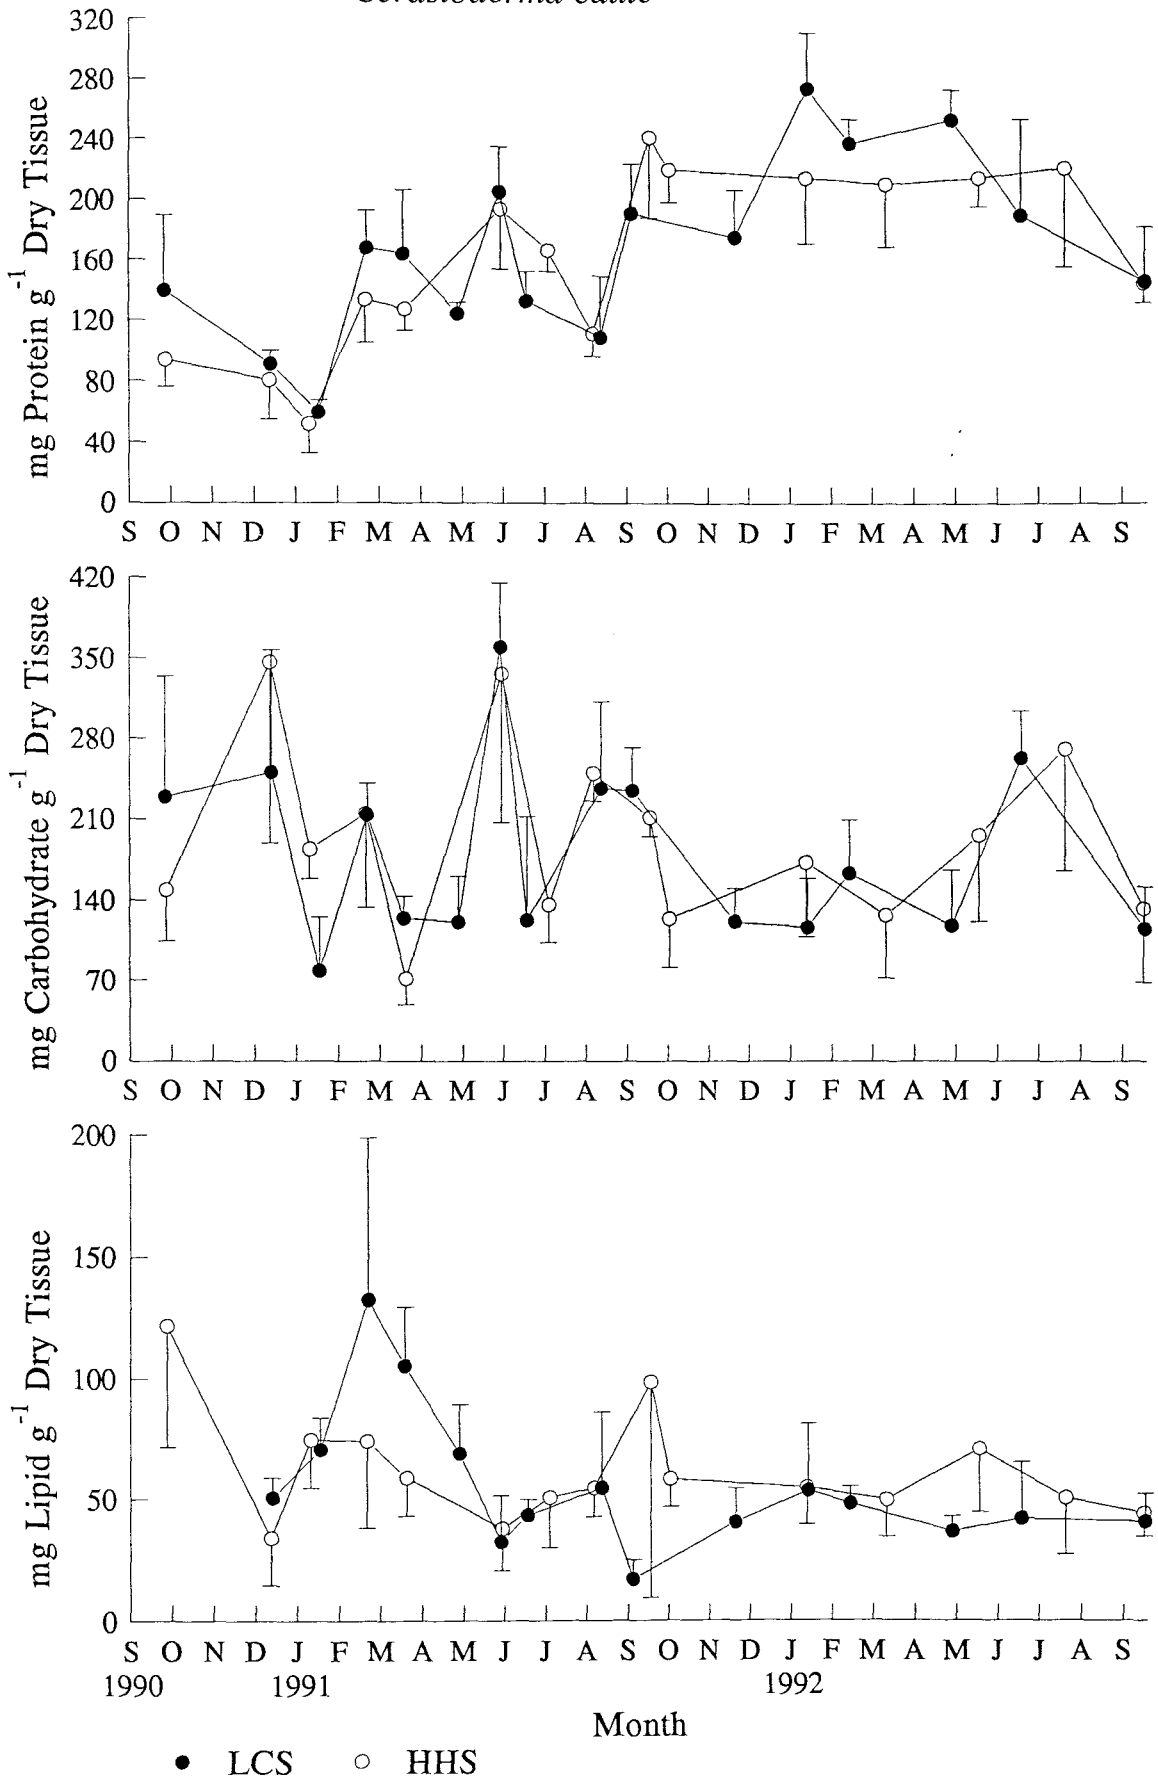 320
280
240
200
160
120
80
40
0
mg Protein g-1 Dry Tissue
S O N D J F M A M J J A S O N D J F M A M J J A S
420
350
280
210
140
70
0
mg Carbohydrate g-1 Dry Tissue
S O N D J F M A M J J A S O N D J F M A M J J A S
200
150
100
50
0
mg Lipid g-1 Dry Tissue
S O N D J F M A M J J A S O N D J F M A M J J A S
1990 1991 1992
Month
● LCS ○ HHS